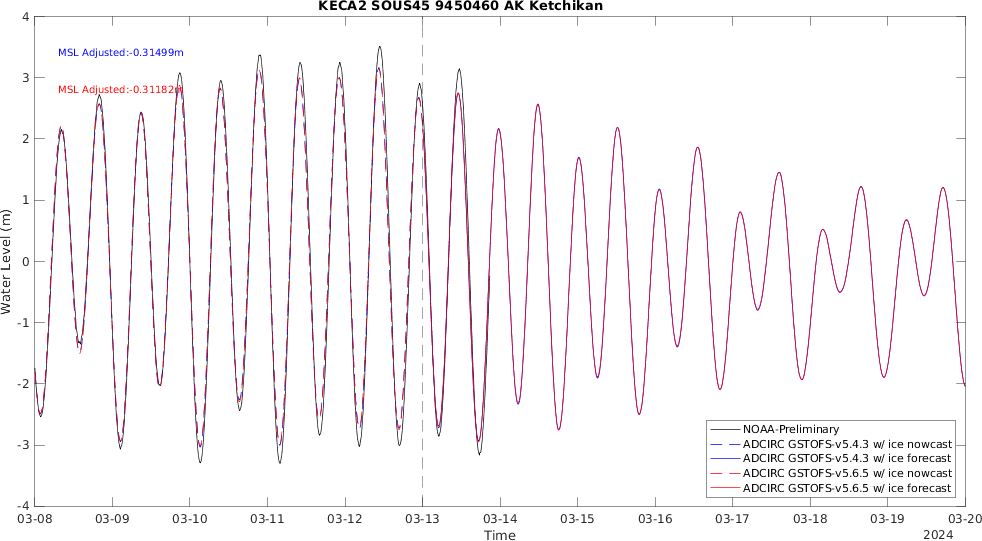 KECA2 SOUS45 9450460 AK Ketchikan
MSL Adjusted:-0.31499m
MSL Adjusted:-0.31182m
Water Level (m)
4
3
2
1
0
-1
-2
-3
-4
NOAA-Preliminary
ADCIRC GSTOFS-v5.4.3 w/ ice nowcast
ADCIRC GSTOFS-v5.4.3 w/ ice forecast
ADCIRC GSTOFS-v5.6.5 w/ ice nowcast
ADCIRC GSTOFS-v5.6.5 w/ ice forecast
03-08 03-09 03-10 03-11 03-12 03-13 03-14 03-15 03-16 03-17 03-18 03-19 03-20
Time
2024